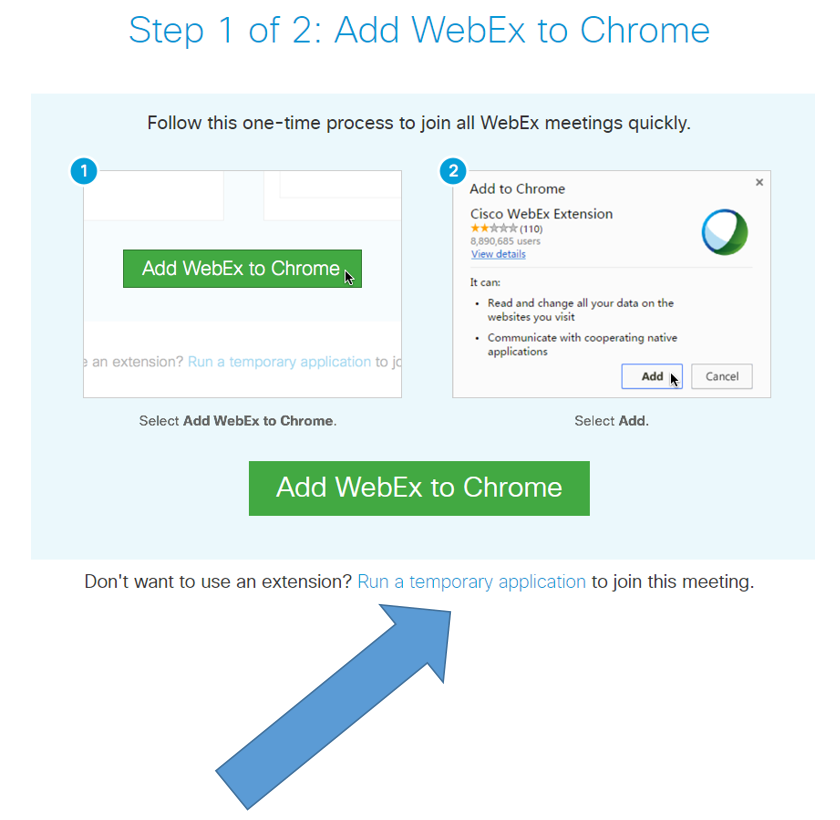 Step 1 of 2: Add WebEx to Chrome
Follow this one-time process to join all WebEx meetings quickly.
1
Add WebEx to Chrome
e an extension? Run a temporary application to jo
Select Add WebEx to Chrome.
2
Add to Chrome
Cisco WebEx Extension
(110)
8,890,685 users
View details
It can:
• Read and change all your data on the
websites you visit
• Communicate with cooperating native
applications
Add
Cancel
Select Add.
Add WebEx to Chrome
Don't want to use an extension? Run a temporary application to join this meeting.